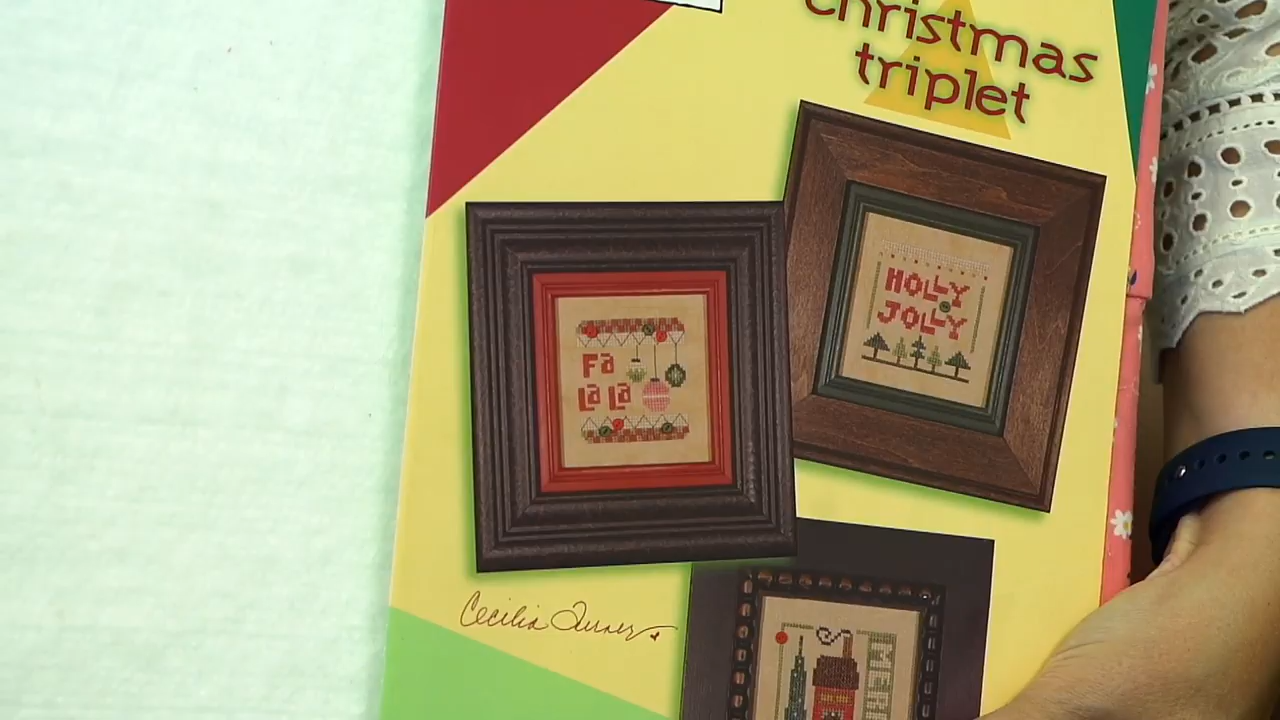 christmas
triplet
HOLLY
JOLLY
Fa
La La
Cecilia Turner